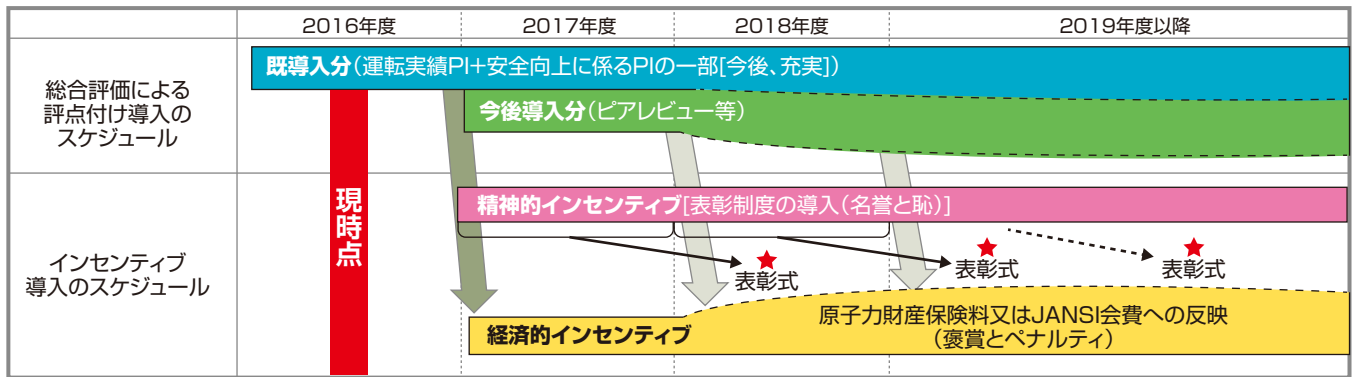 2016年度
2017年度
2018年度
2019年度以降
総合評価による
評点付け導入の
スケジュール
既導入分(運転実績PI+安全向上に係るPIの一部[今後、充実])
今後導入分(ピアレビュー等)
現時点
インセンティブ
導入のスケジュール
精神的インセンティブ[表彰制度の導入(名誉と恥)]
表彰式
表彰式
表彰式
経済的インセンティブ
原子力財産保険料又はJANSI会費への反映
(褒賞とペナルティ)